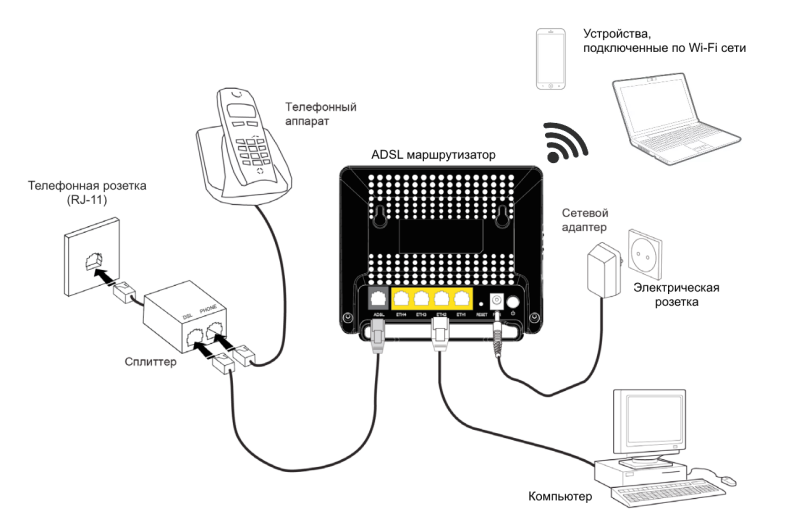 Устройства,
подключенные по Wi-Fi сети
Телефонный
аппарат
ADSL маршрутизатор
Телефонная розетка
(RJ-11)
Сетевой
адаптер
Электрическая
розетка
DSL PHONE
ADSL ETH4 ETH3 ETH2 ETH1 RESET
Сплиттер
Компьютер